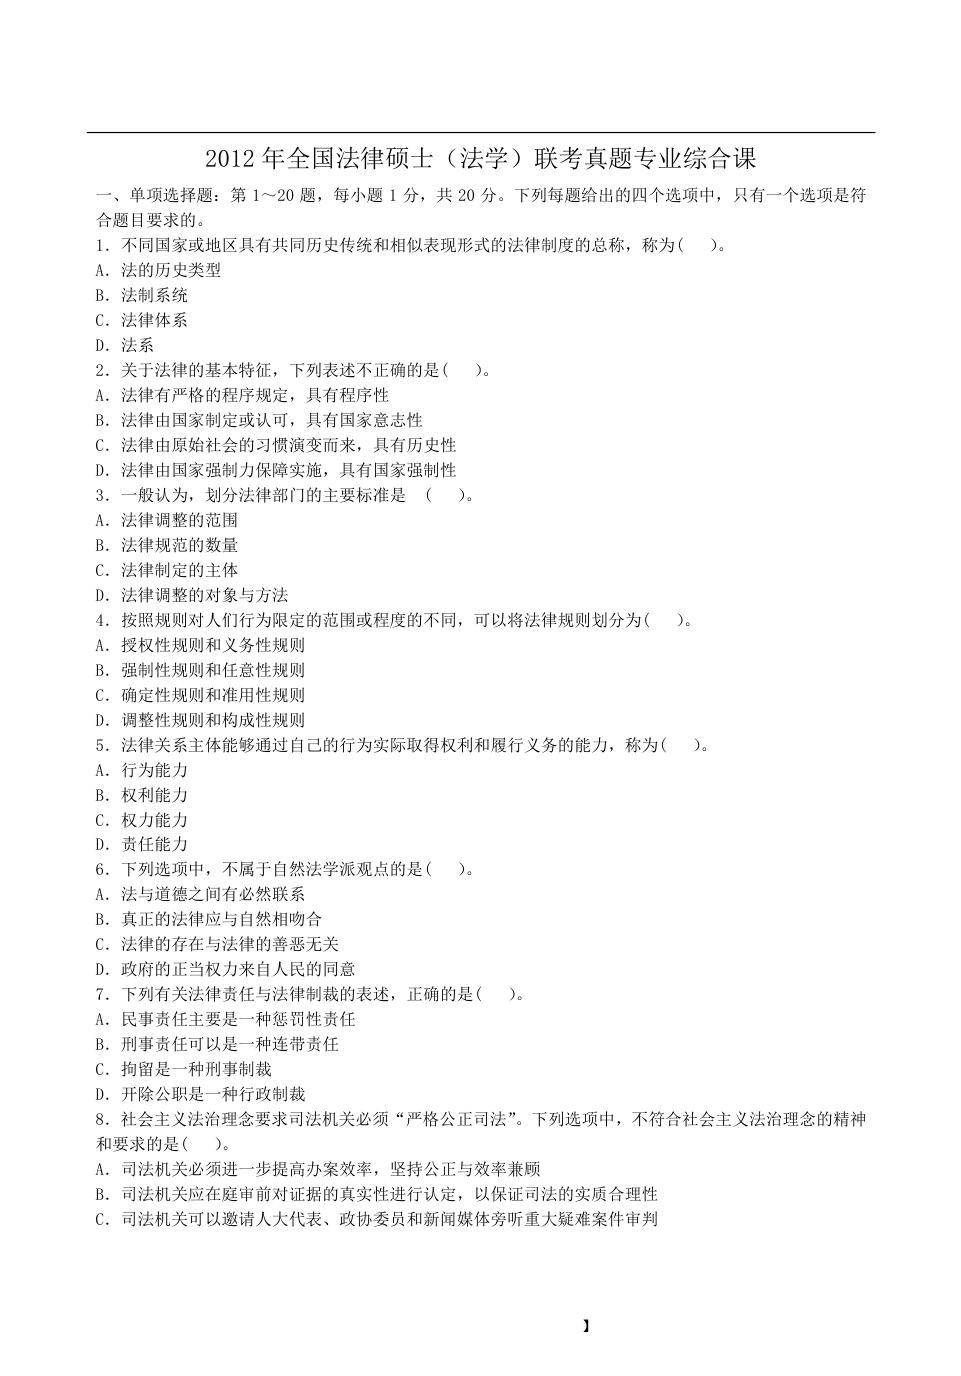 2012 年全国法律硕士（法学）联考真题专业综合课
一、单项选择题：第 1～20 题，每小题 1 分，共 20 分。下列每题给出的四个选项中，只有一个选项是符
合题目要求的。
1．不同国家或地区具有共同历史传统和相似表现形式的法律制度的总称，称为(　　)。
A．法的历史类型
B．法制系统
C．法律体系
D．法系
2．关于法律的基本特征，下列表述不正确的是(　　)。
A．法律有严格的程序规定，具有程序性
B．法律由国家制定或认可，具有国家意志性
C．法律由原始社会的习惯演变而来，具有历史性
D．法律由国家强制力保障实施，具有国家强制性
3．一般认为，划分法律部门的主要标准是　(　　)。
A．法律调整的范围
B．法律规范的数量
C．法律制定的主体
D．法律调整的对象与方法
4．按照规则对人们行为限定的范围或程度的不同，可以将法律规则划分为(　　)。
A．授权性规则和义务性规则
B．强制性规则和任意性规则
C．确定性规则和准用性规则
D．调整性规则和构成性规则
5．法律关系主体能够通过自己的行为实际取得权利和履行义务的能力，称为(　　)。
A．行为能力
B．权利能力
C．权力能力
D．责任能力
6．下列选项中，不属于自然法学派观点的是(　　)。
A．法与道德之间有必然联系
B．真正的法律应与自然相吻合
C．法律的存在与法律的善恶无关
D．政府的正当权力来自人民的同意
7．下列有关法律责任与法律制裁的表述，正确的是(　　)。
A．民事责任主要是一种惩罚性责任
B．刑事责任可以是一种连带责任
C．拘留是一种刑事制裁
D．开除公职是一种行政制裁
8．社会主义法治理念要求司法机关必须“严格公正司法”。下列选项中，不符合社会主义法治理念的精神
和要求的是(　　)。
A．司法机关必须进一步提高办案效率，坚持公正与效率兼顾
B．司法机关应在庭审前对证据的真实性进行认定，以保证司法的实质合理性
C．司法机关可以邀请人大代表、政协委员和新闻媒体旁听重大疑难案件审判
】